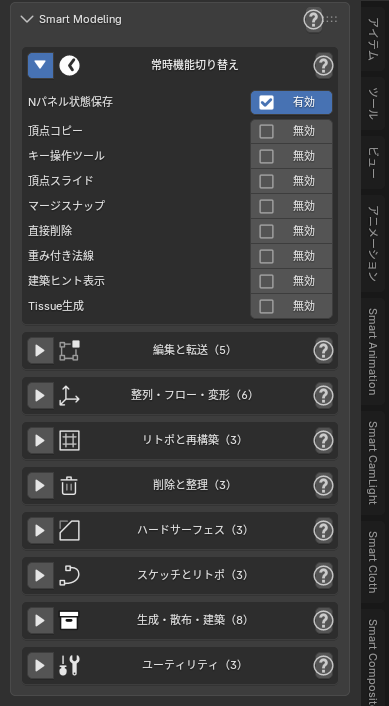 Smart Modeling
常時機能切り替え
Nパネル状態保存 有効
頂点コピー 無効
キー操作ツール 無効
頂点スライド 無効
マージスナップ 無効
直接削除 無効
重み付き法線 無効
建築ヒント表示 無効
Tissue生成 無効
編集と転送（5）
整列・フロー・変形（6）
リトポと再構築（3）
削除と整理（3）
ハードサーフェス（3）
スケッチとリトポ（3）
生成・散布・建築（8）
ユーティリティ（3）
アイテム
ツール
ビュー
アニメーション
Smart Animation
Smart CamLight
Smart Cloth
Smart Composit